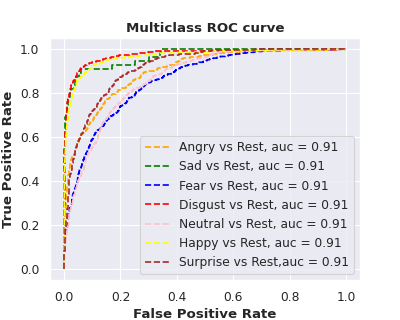 Multiclass ROC curve
True Positive Rate
1.0
0.8
0.6
0.4
0.2
0.0
Angry vs Rest, auc = 0.91
Sad vs Rest, auc = 0.91
Fear vs Rest, auc = 0.91
Disgust vs Rest, auc = 0.91
Neutral vs Rest, auc = 0.91
Happy vs Rest, auc = 0.91
Surprise vs Rest,auc = 0.91
0.0 0.2 0.4 0.6 0.8 1.0
False Positive Rate